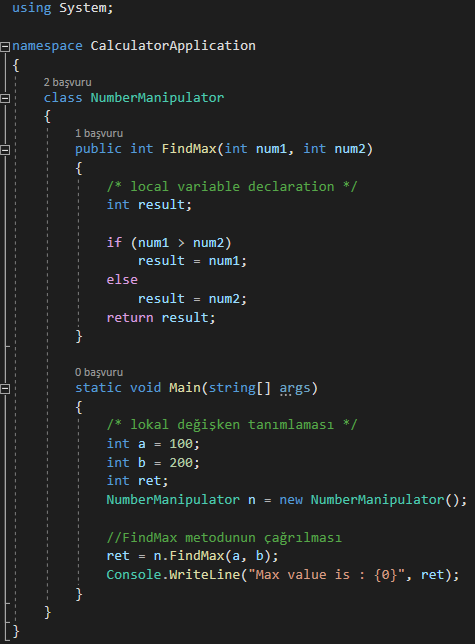 using System;
namespace CalculatorApplication
{
2 başvuru
class NumberManipulator
{
1 başvuru
public int FindMax(int num1, int num2)
{
/* local variable declaration */
int result;
if (num1 > num2)
result = num1;
else
result = num2;
return result;
}
0 başvuru
static void Main(string[] args)
{
/* lokal değişken tanımlaması */
int a = 100;
int b = 200;
int ret;
NumberManipulator n = new NumberManipulator();
//FindMax metodunun çağrılması
ret = n.FindMax(a, b);
Console.WriteLine("Max value is : {0}", ret);
}
}
}